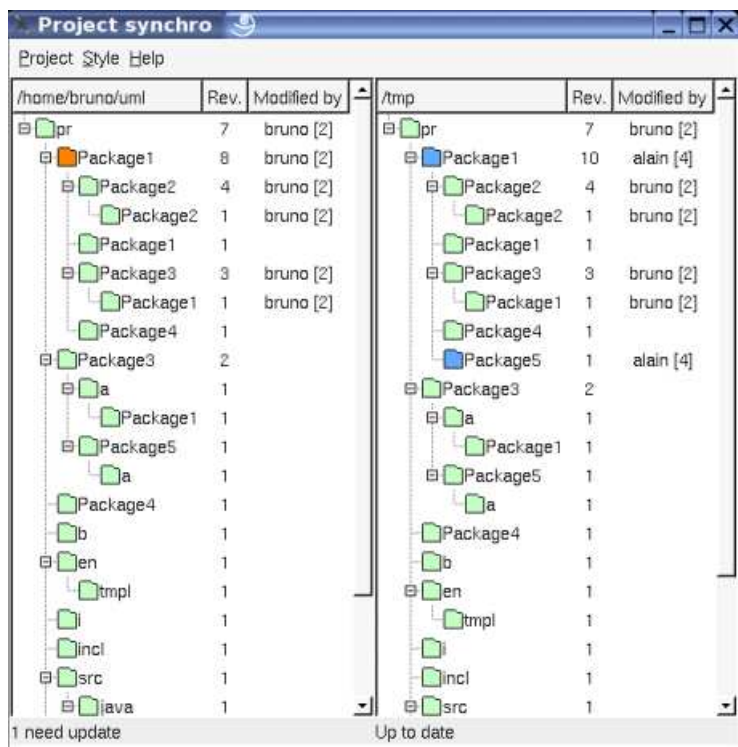 Project synchro
Project Style Help
/home/bruno/uml Rev. Modified by
pr 7 bruno [2]
Package1 8 bruno [2]
Package2 4 bruno [2]
Package2 1 bruno [2]
Package1 1
Package3 3 bruno [2]
Package1 1 bruno [2]
Package4 1
Package3 2
a 1
Package1 1
Package5 1
a 1
Package4 1
b 1
en 1
tmpl 1
i 1
incl 1
src 1
java 1
1 need update
/tmp Rev. Modified by
pr 7 bruno [2]
Package1 10 alain [4]
Package2 4 bruno [2]
Package2 1 bruno [2]
Package1 1
Package3 3 bruno [2]
Package1 1 bruno [2]
Package4 1
Package5 1 alain [4]
Package3 2
a 1
Package1 1
Package5 1
a 1
Package4 1
b 1
en 1
tmpl 1
i 1
incl 1
src 1
Up to date